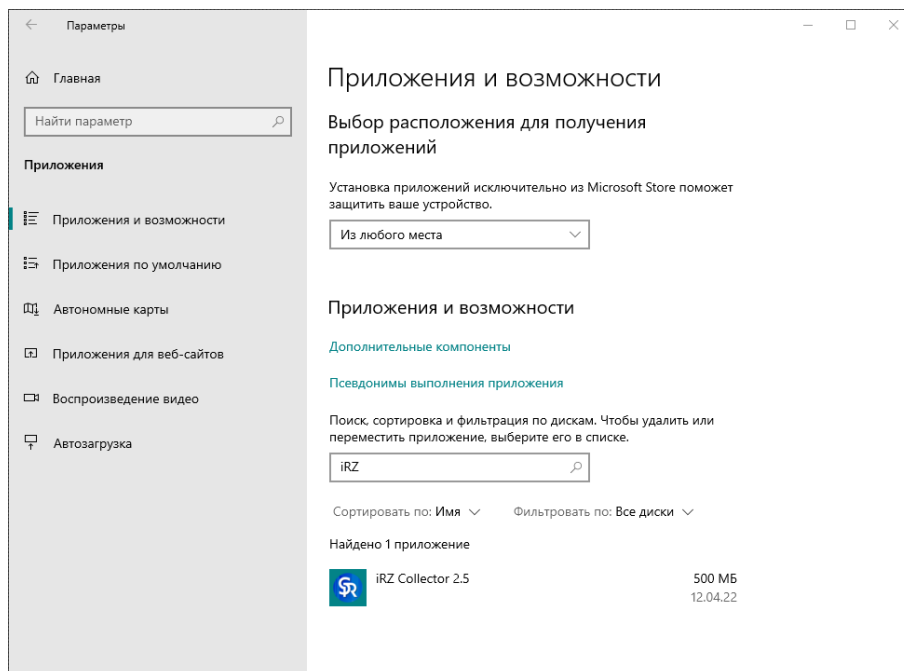 Параметры
Главная
Найти параметр
Приложения
Приложения и возможности
Приложения по умолчанию
Автономные карты
Приложения для веб-сайтов
Воспроизведение видео
Автозагрузка
Приложения и возможности
Выбор расположения для получения
приложений
Установка приложений исключительно из Microsoft Store поможет
защитить ваше устройство.
Из любого места
Приложения и возможности
Дополнительные компоненты
Псевдонимы выполнения приложения
Поиск, сортировка и фильтрация по дискам. Чтобы удалить или
переместить приложение, выберите его в списке.
iRZ
Сортировать по: Имя Фильтровать по: Все диски
Найдено 1 приложение
iRZ Collector 2.5 500 МБ
12.04.22